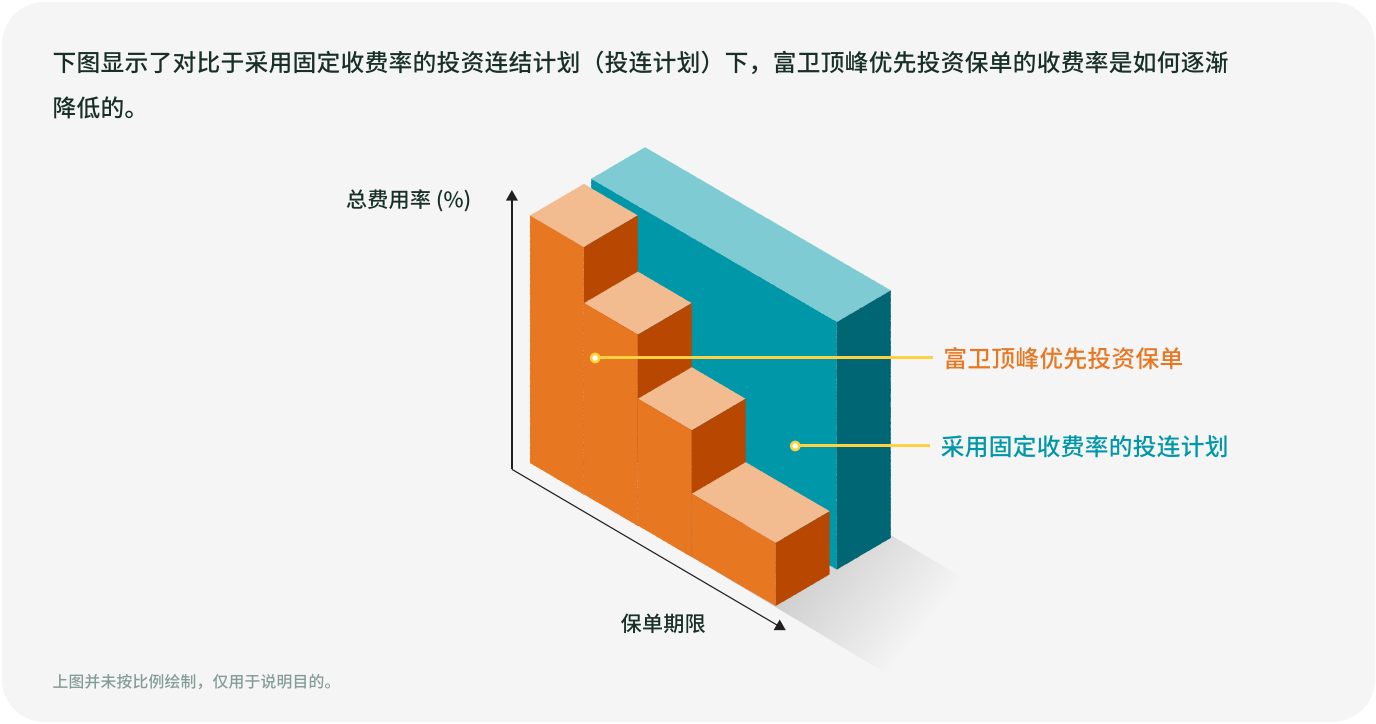 下图显示了对比于采用固定收费率的投资连结计划（投连计划）下，富卫顶峰优先投资保单的收费率是如何逐渐
降低的。
总费用率 (%)
富卫顶峰优先投资保单
采用固定收费率的投连计划
保单期限
上图并未按比例绘制，仅用于说明目的。